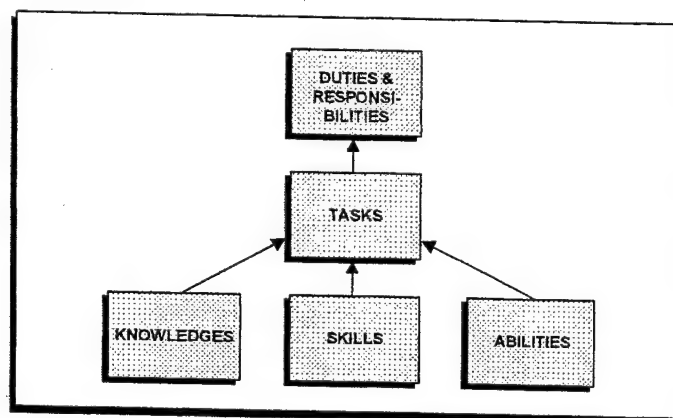 DUTIES &
RESPONSI-
BILITIES
TASKS
KNOWLEDGES
SKILLS
ABILITIES